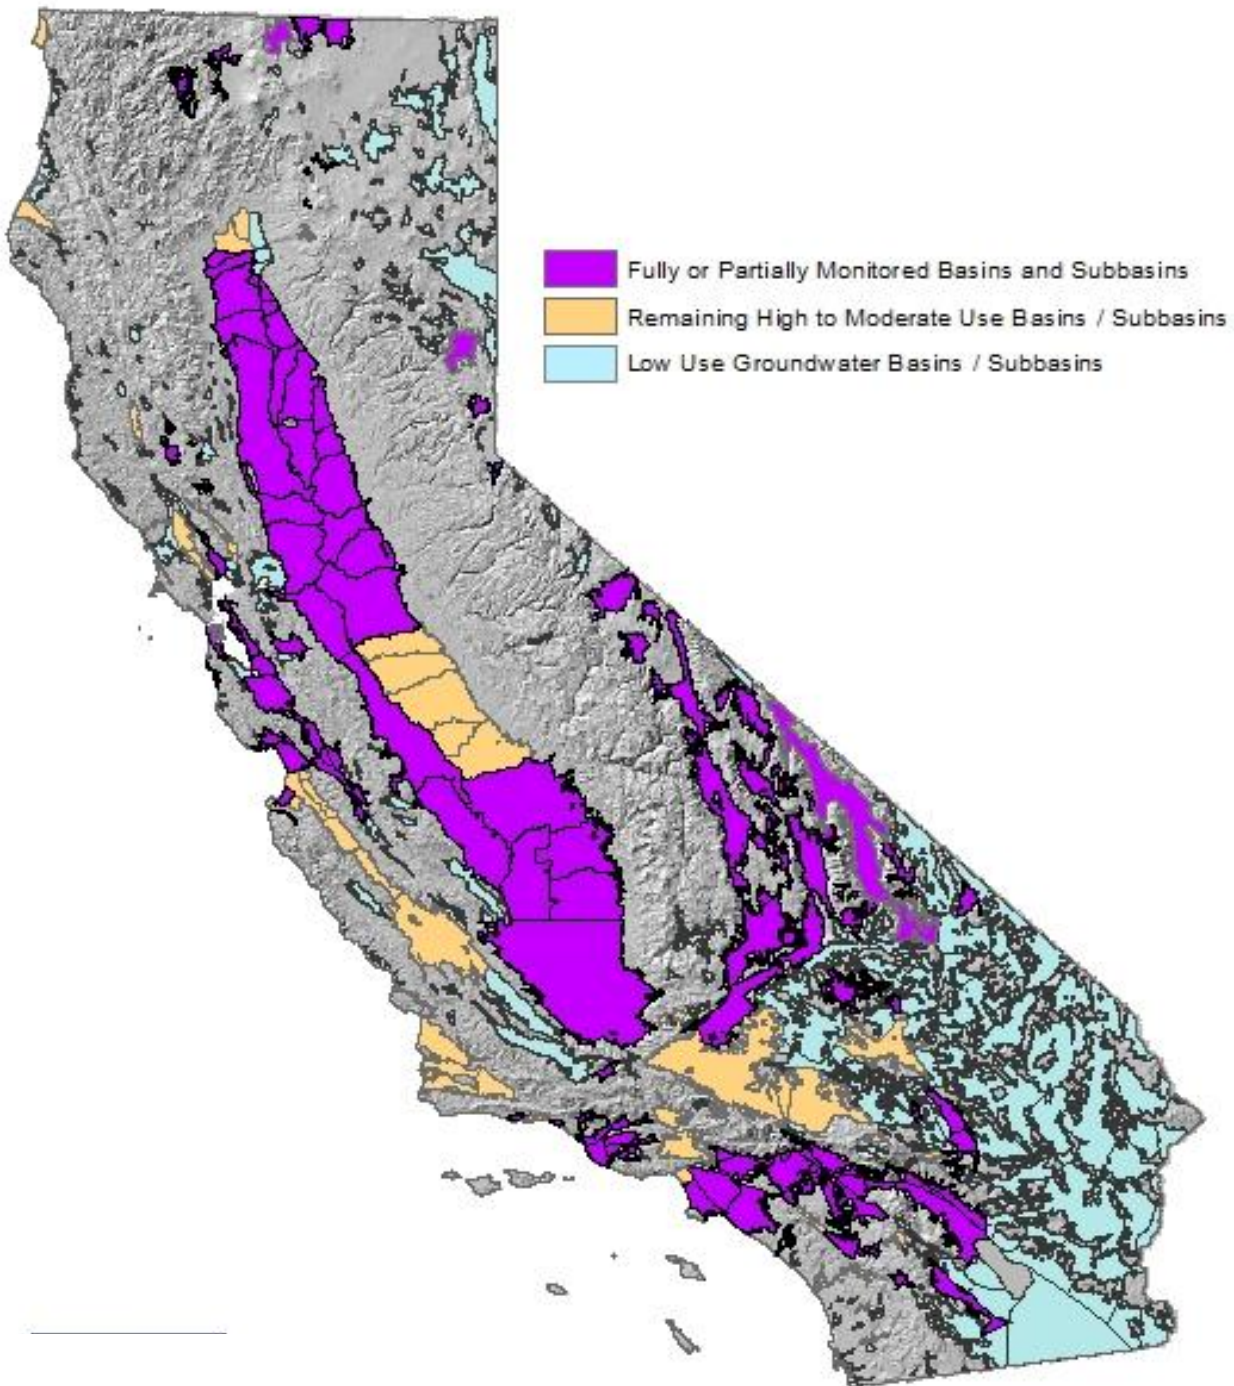 Fully or Partially Monitored Basins and Subbasins
Remaining High to Moderate Use Basins / Subbasins
Low Use Groundwater Basins / Subbasins